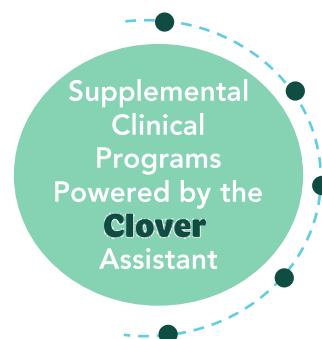 Supplemental
Clinical
Programs
Powered by the
Clover
Assistant